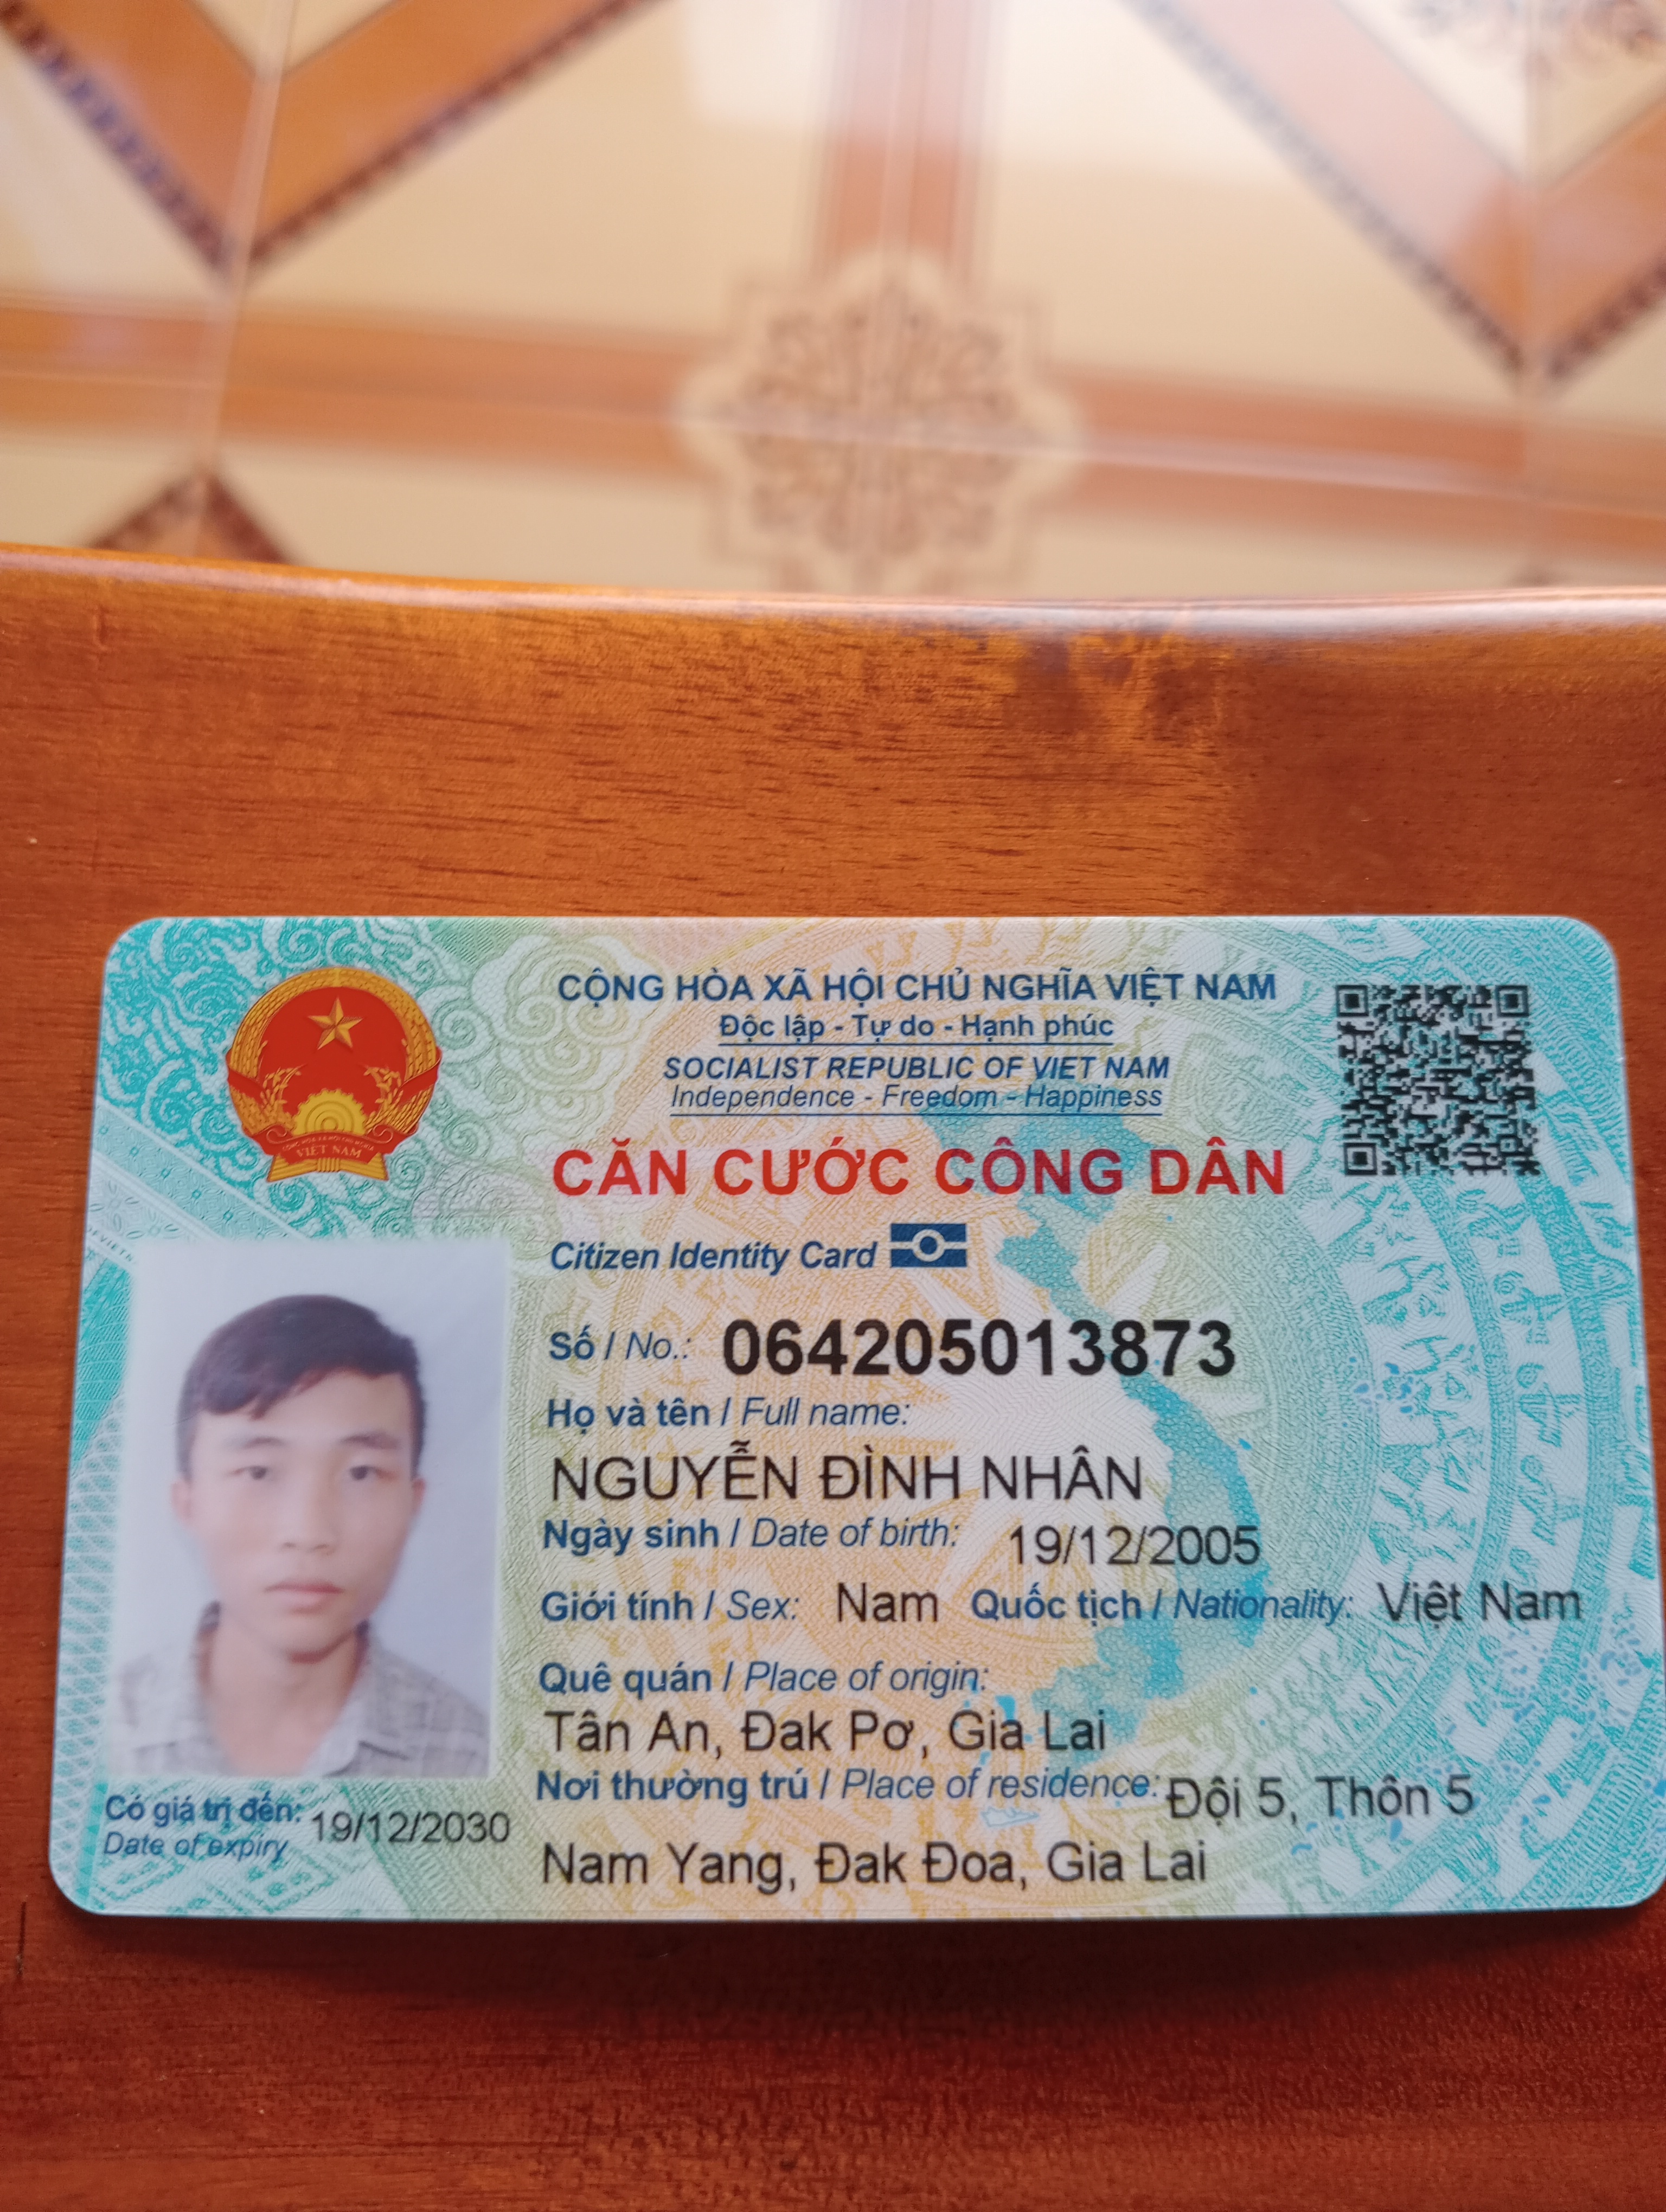 CỘNG HÒA XÃ HỘI CHỦ NGHĨA VIỆT NAM
Độc lập - Tự do - Hạnh phúc
SOCIALIST REPUBLIC OF VIET NAM
Independence - Freedom - Happiness
CĂN CƯỚC CÔNG DÂN
Citizen Identity Card
VIỆT NAM
Số / No.: 064205013873
Họ và tên / Full name:
NGUYỄN ĐÌNH NHÂN
Ngày sinh / Date of birth: 19/12/2005
Giới tính / Sex: Nam Quốc tịch / Nationality: Việt Nam
Quê quán / Place of origin:
Tân An, Đak Pơ, Gia Lai
Nơi thường trú / Place of residence: Đội 5, Thôn 5
Nam Yang, Đak Đoa, Gia Lai
Có giá trị đến: 19/12/2030
Date of expiry